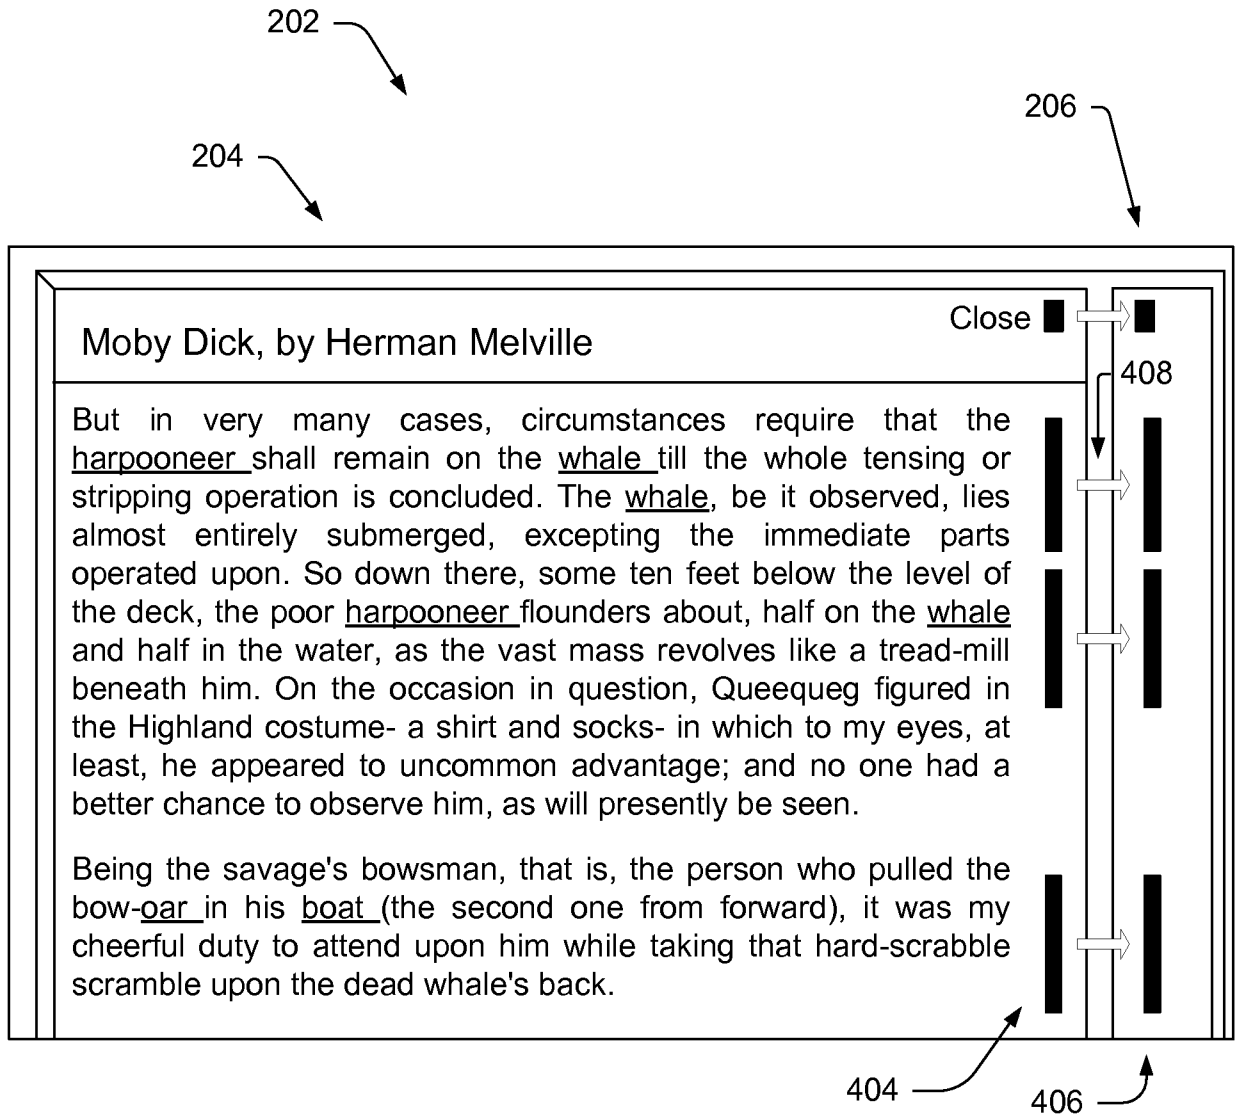 202
206
204
Close
Moby Dick, by Herman Melville
408
But in very many cases, circumstances require that the
harpooneer shall remain on the whale till the whole tensing or
stripping operation is concluded. The whale, be it observed, lies
almost entirely submerged, excepting the immediate parts
operated upon. So down there, some ten feet below the level of
the deck, the poor harpooneer flounders about, half on the whale
and half in the water, as the vast mass revolves like a tread-mill
beneath him. On the occasion in question, Queequeg figured in
the Highland costume- a shirt and socks- in which to my eyes, at
least, he appeared to uncommon advantage; and no one had a
better chance to observe him, as will presently be seen.
Being the savage's bowsman, that is, the person who pulled the
bow-oar in his boat (the second one from forward), it was my
cheerful duty to attend upon him while taking that hard-scrabble
scramble upon the dead whale's back.
404
406